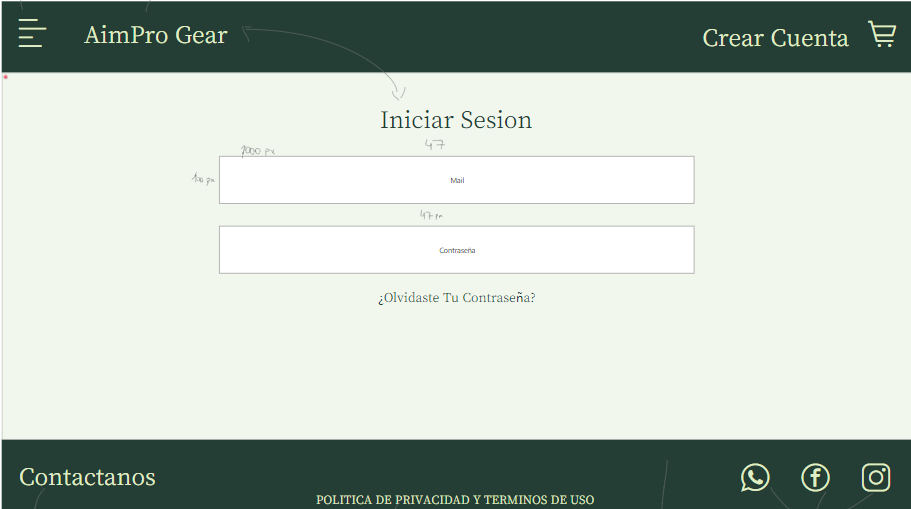 AimPro Gear
Crear Cuenta
Iniciar Sesion
47
1000 px
100 px
Mail
47 px
Contraseña
¿Olvidaste Tu Contraseña?
Contactanos
POLITICA DE PRIVACIDAD Y TERMINOS DE USO